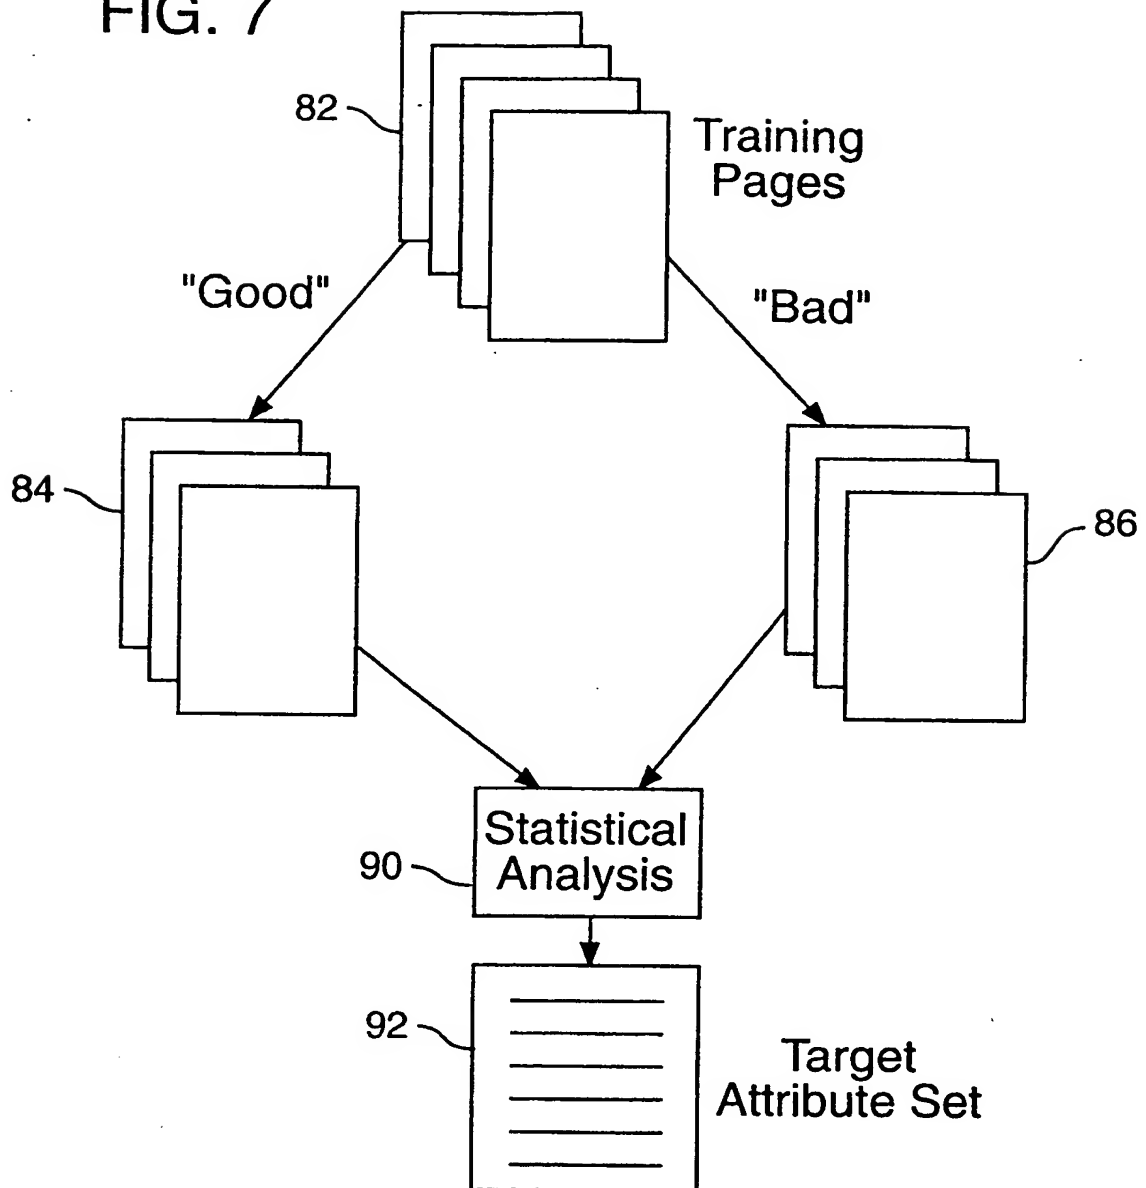 FIG. 7
82
Training
Pages
"Good"
"Bad"
84
86
Statistical
Analysis
90
92
Target
Attribute Set